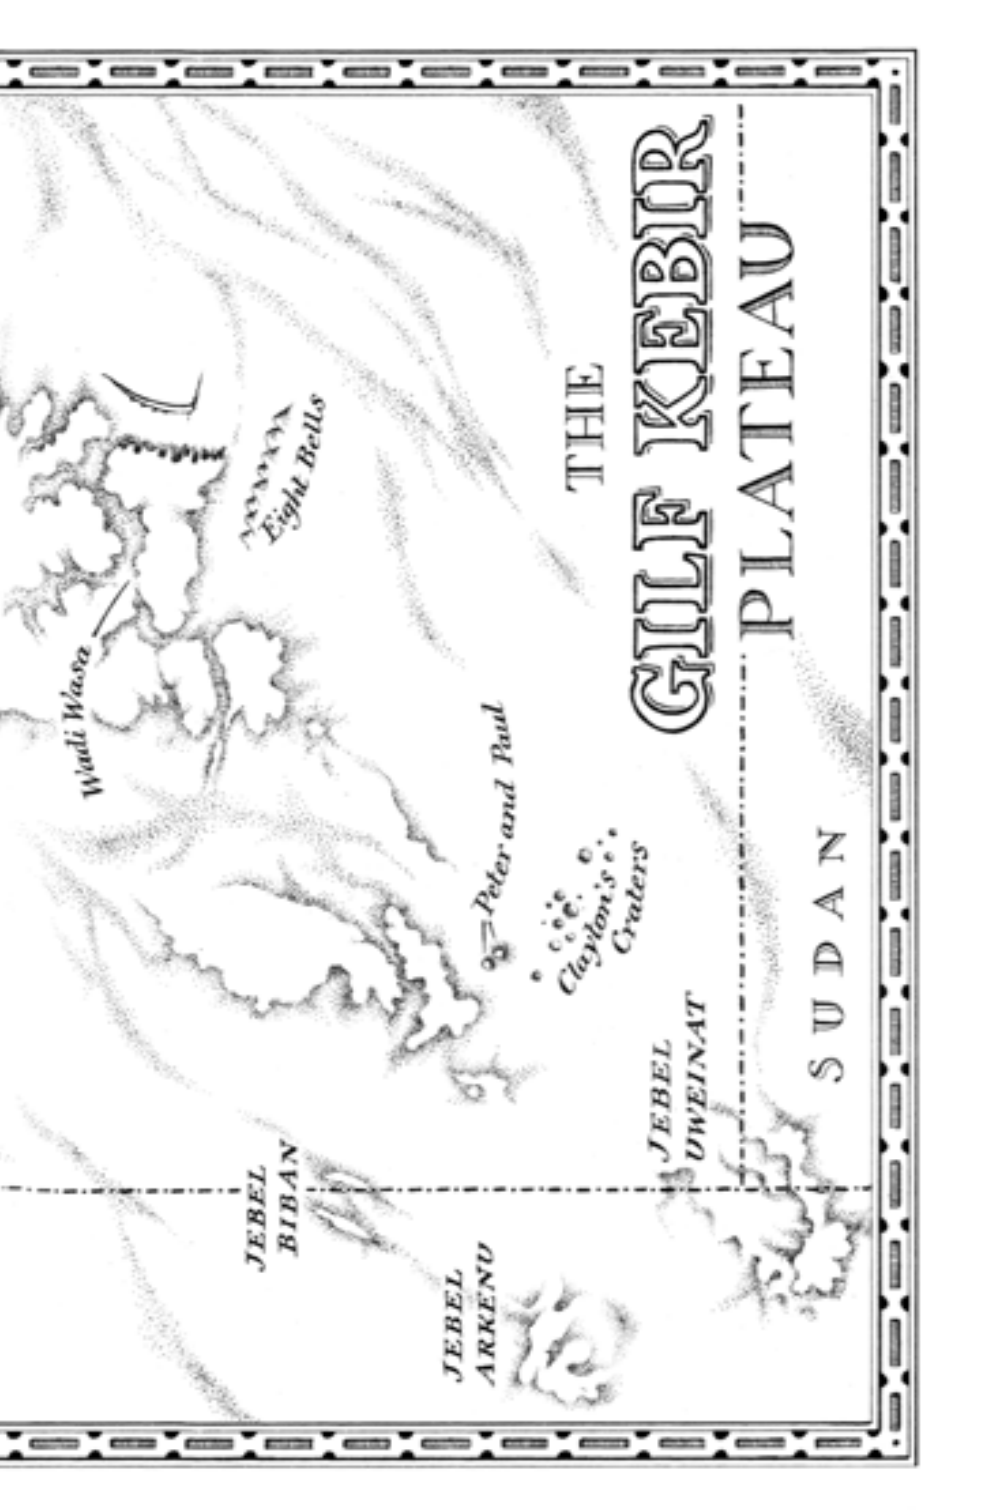 THE
GILF KEBIR
PLATEAU
Eight Bells
Wadi Wasa
Peter and Paul
Clayton's
Craters
SUDAN
JEBEL
UWEINAT
JEBEL
BIBAN
JEBEL
ARKENU